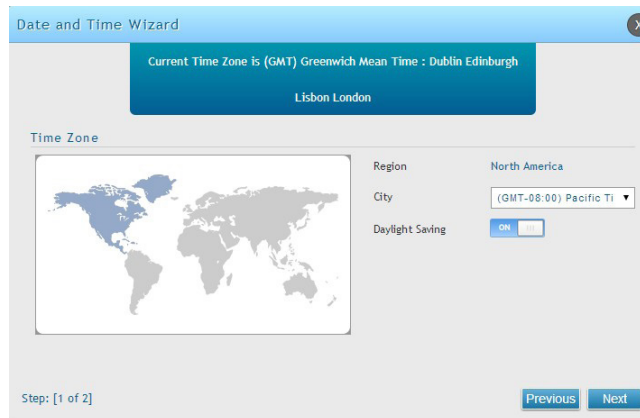 Date and Time Wizard
X
Current Time Zone is (GMT) Greenwich Mean Time : Dublin Edinburgh
Lisbon London
Time Zone
Region North America
City (GMT-08:00) Pacific Ti
Daylight Saving ON
Step: [1 of 2]
Previous Next